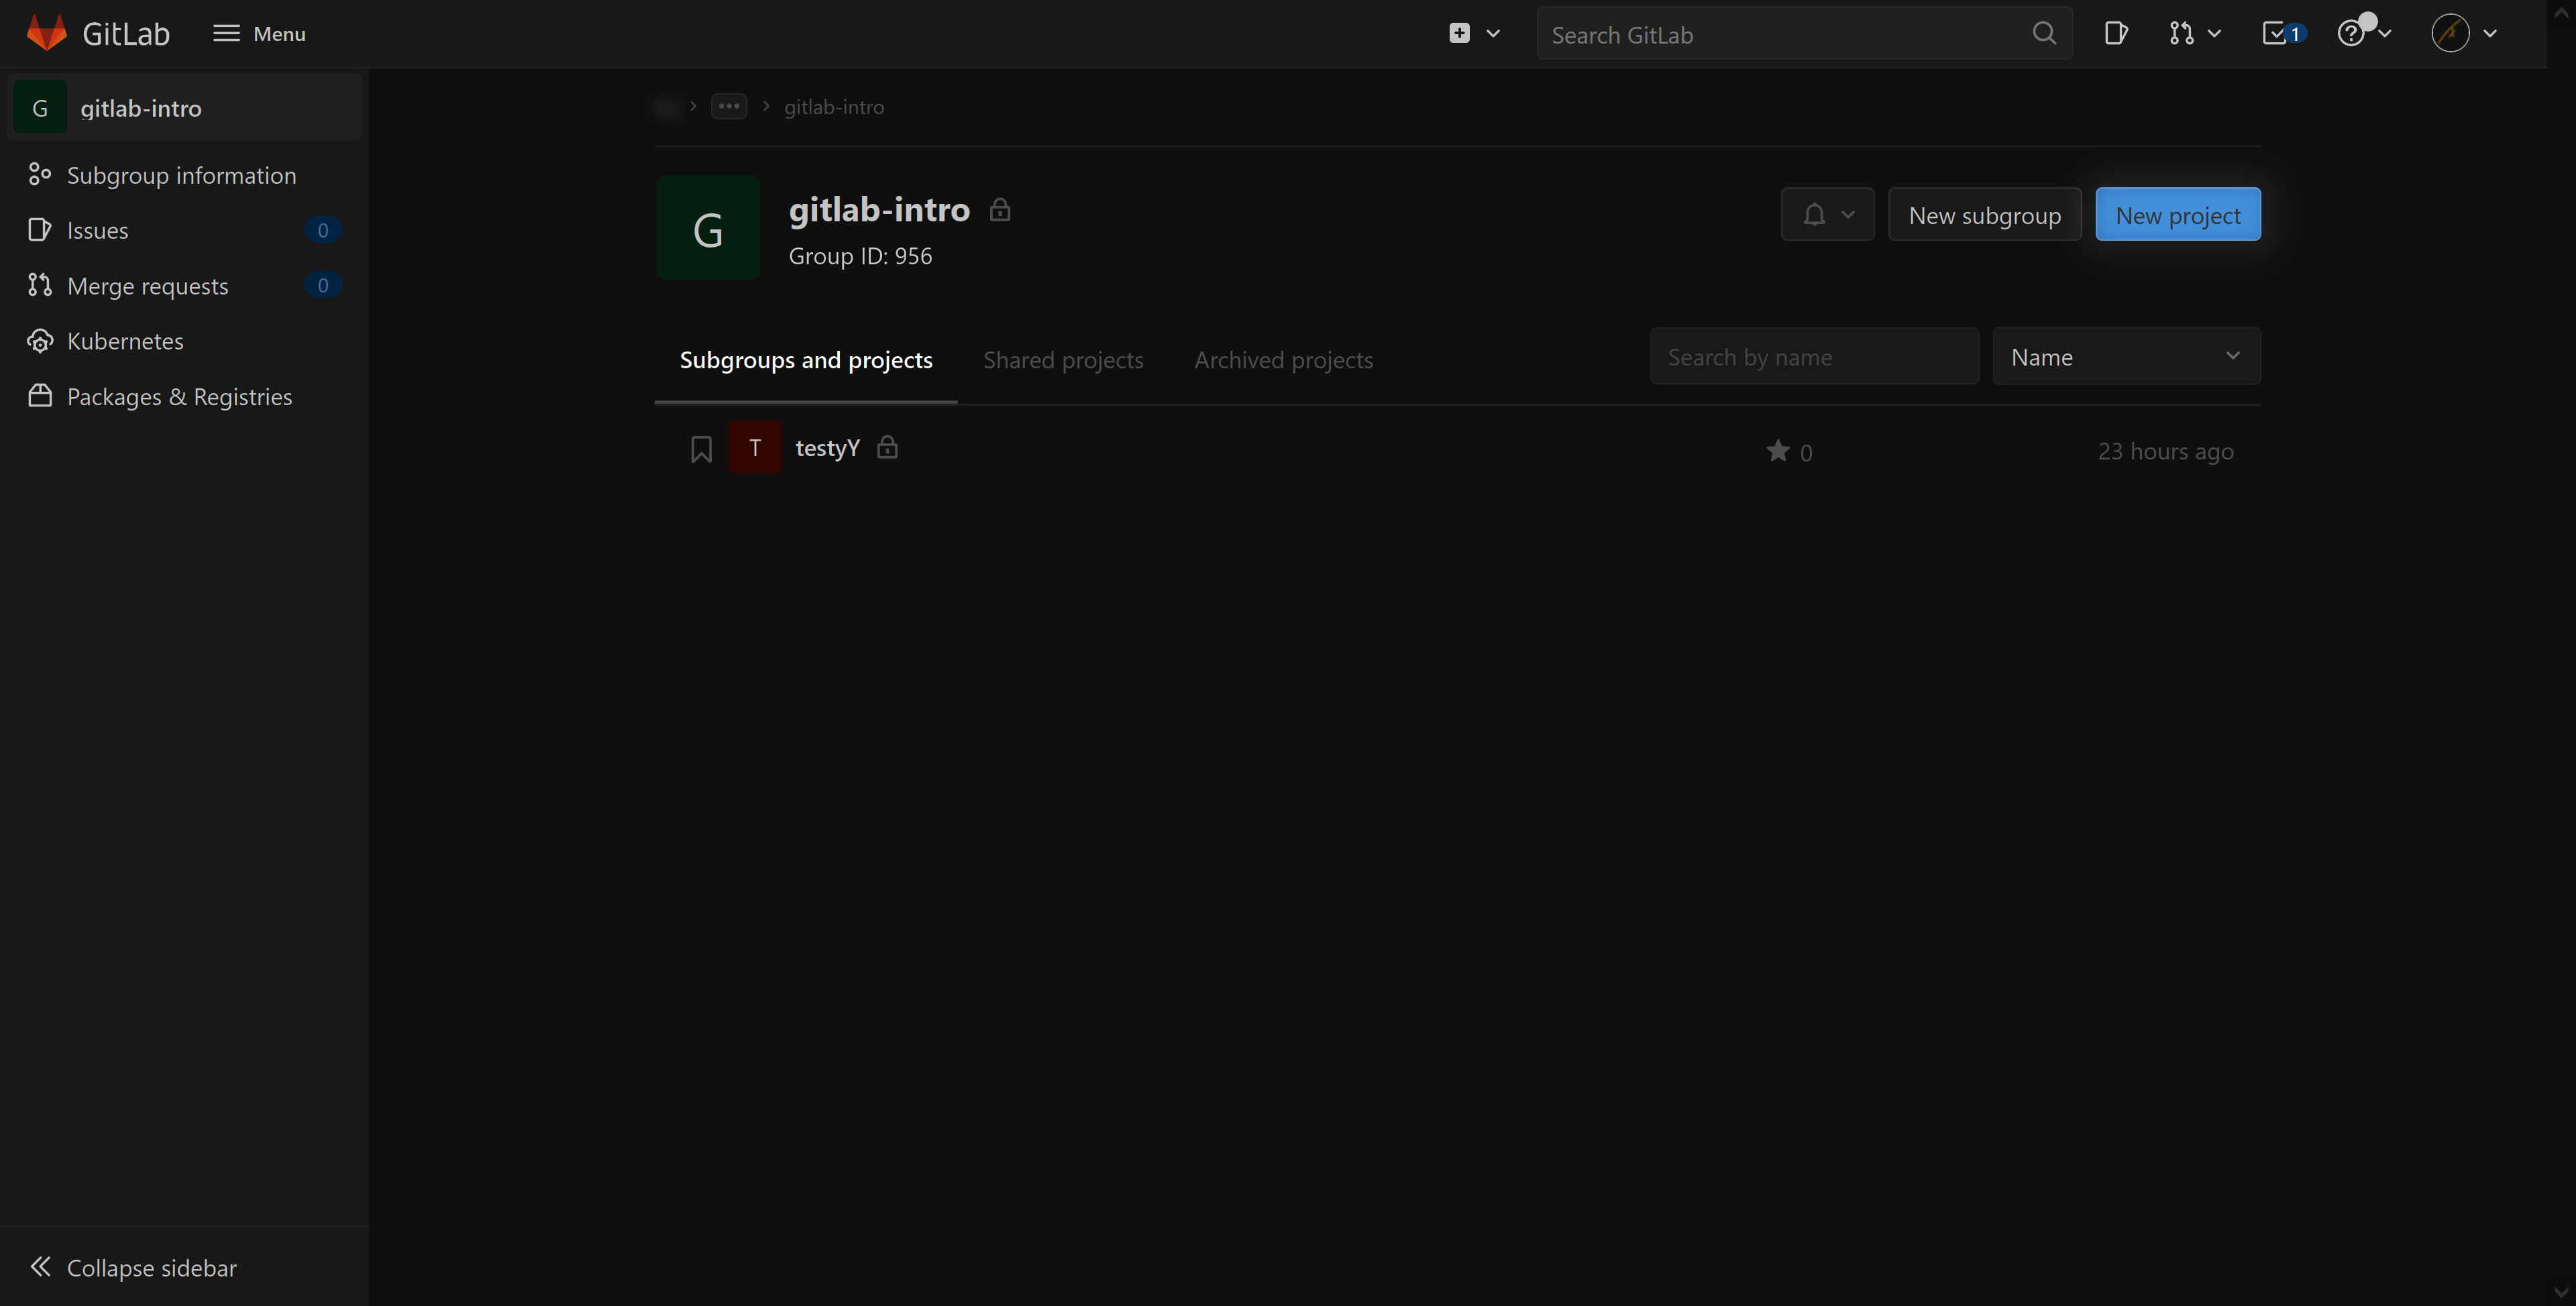 GitLab Menu Search GitLab 1
G gitlab-intro
Subgroup information
Issues 0
Merge requests 0
Kubernetes
Packages & Registries
Collapse sidebar
gitlab-intro
G gitlab-intro
Group ID: 956
New subgroup New project
Subgroups and projects Shared projects Archived projects Search by name Name
T testyY 0 23 hours ago